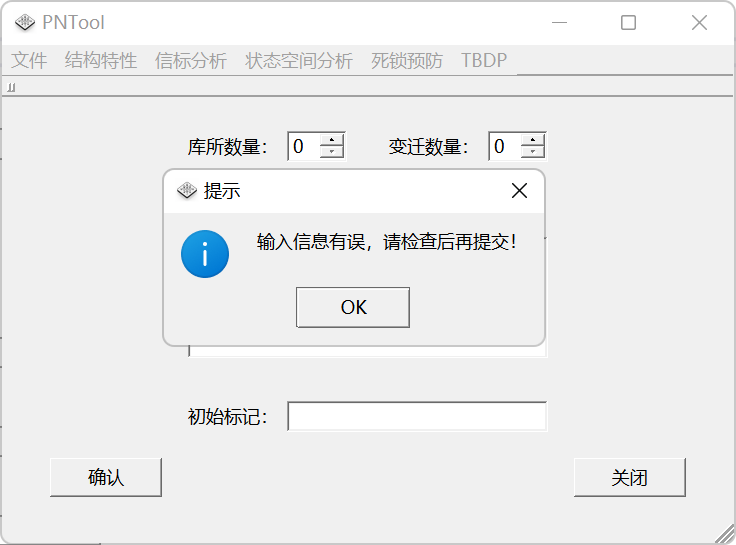 PNTool
文件 结构特性 信标分析 状态空间分析 死锁预防 TBDP
库所数量： 0 变迁数量： 0
提示
输入信息有误，请检查后再提交！
OK
初始标记：
确认 关闭